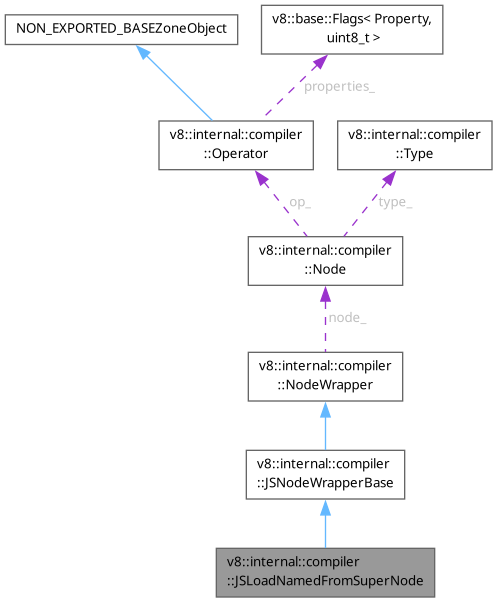 NON_EXPORTED_BASEZoneObject
v8::base::Flags< Property,
uint8_t >
properties_
v8::internal::compiler
::Operator
v8::internal::compiler
::Type
op_
type_
v8::internal::compiler
::Node
node_
v8::internal::compiler
::NodeWrapper
v8::internal::compiler
::JSNodeWrapperBase
v8::internal::compiler
::JSLoadNamedFromSuperNode